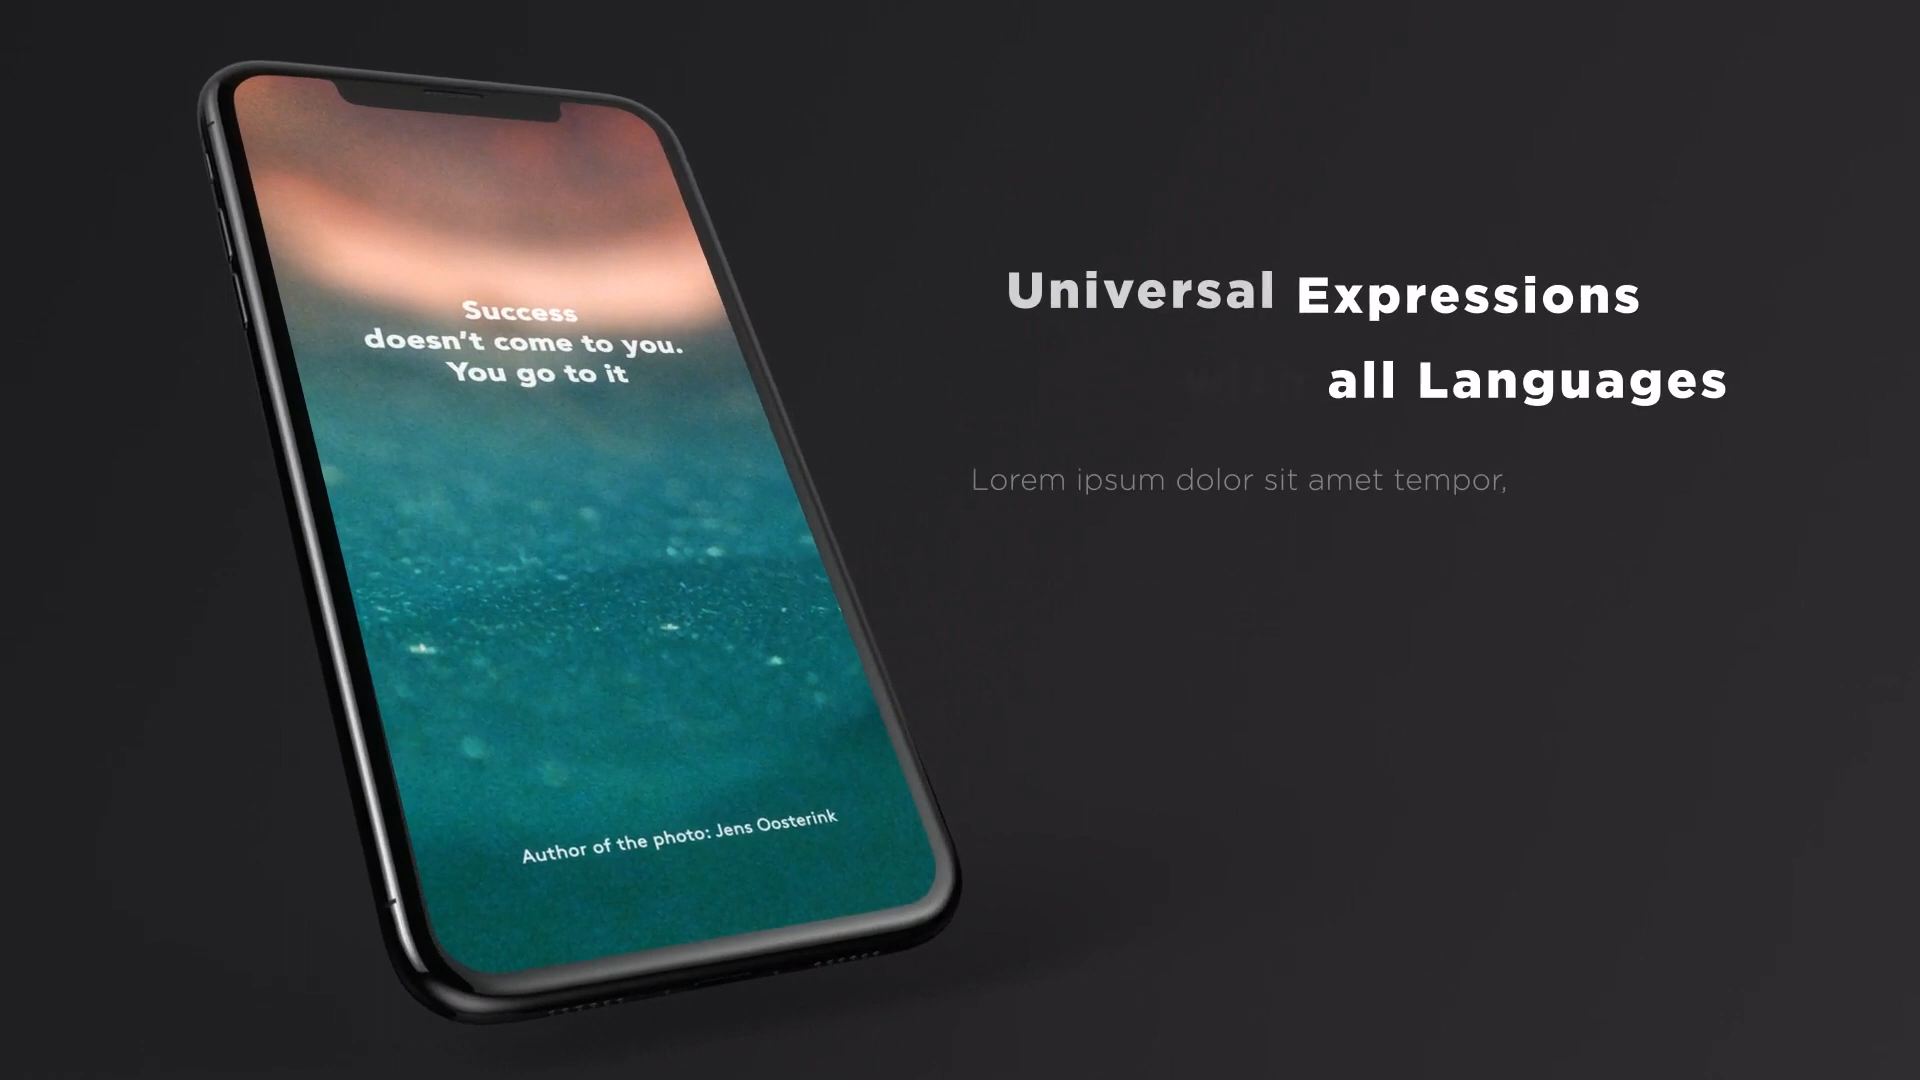 Success
doesn't come to you.
You go to it
Author of the photo: Jens Oosterink
Universal Expressions
with all Languages
Lorem ipsum dolor sit amet tempor,